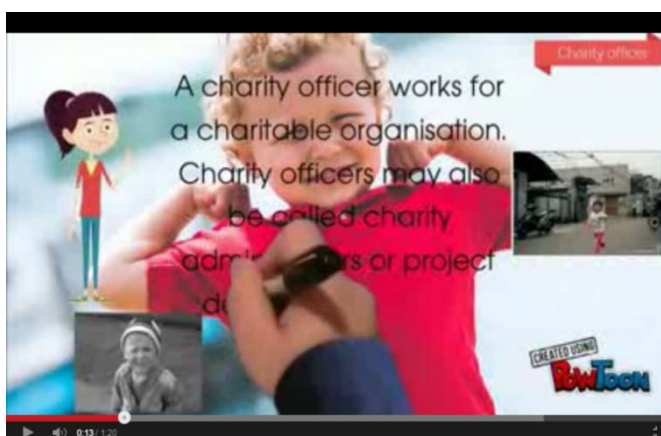 Charity officer
A charity officer works for
a charitable organisation.
Charity officers may also
be called charity
or project
CREATED USING
POWTOON
0:13 / 1:20